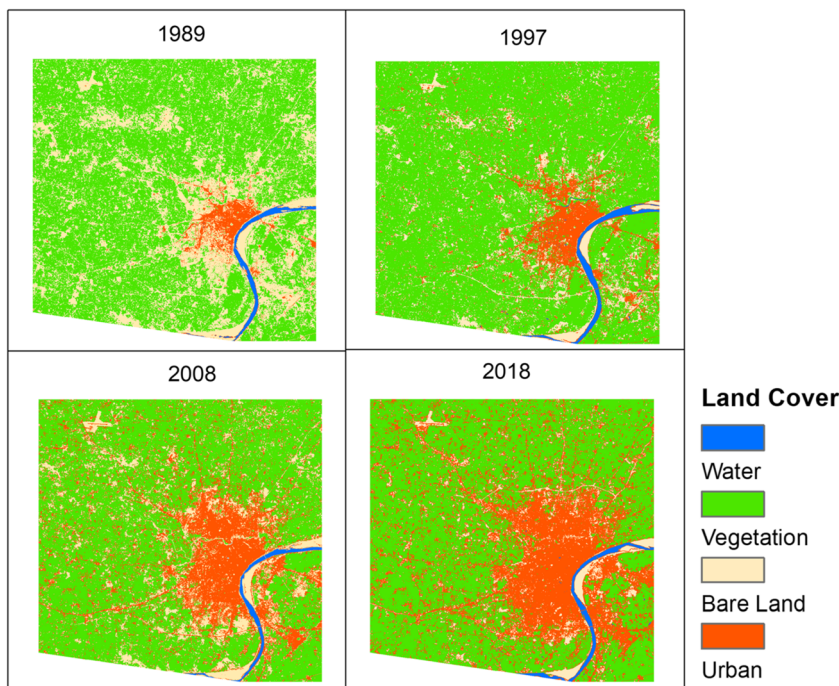 1989
1997
2008
2018
Land Cover
Water
Vegetation
Bare Land
Urban